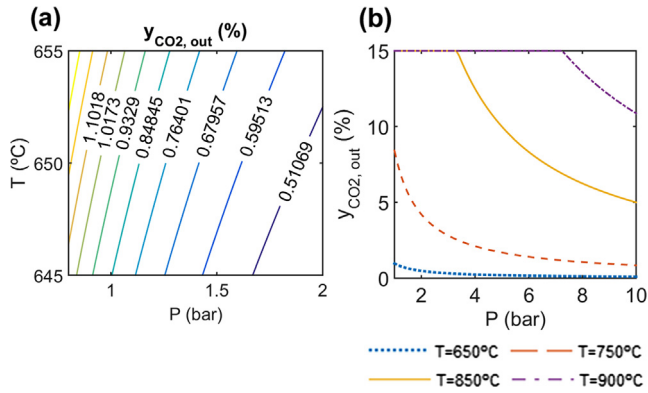 (a)
y_CO2, out (%)
655
650
645
T (ºC)
1.1018
1.0173
0.9329
0.84845
0.76401
0.67957
0.59513
0.51069
1
1.5
2
P (bar)
(b)
15
10
5
0
y_CO2, out (%)
2
4
6
8
10
P (bar)
T=650ºC
T=750ºC
T=850ºC
T=900ºC